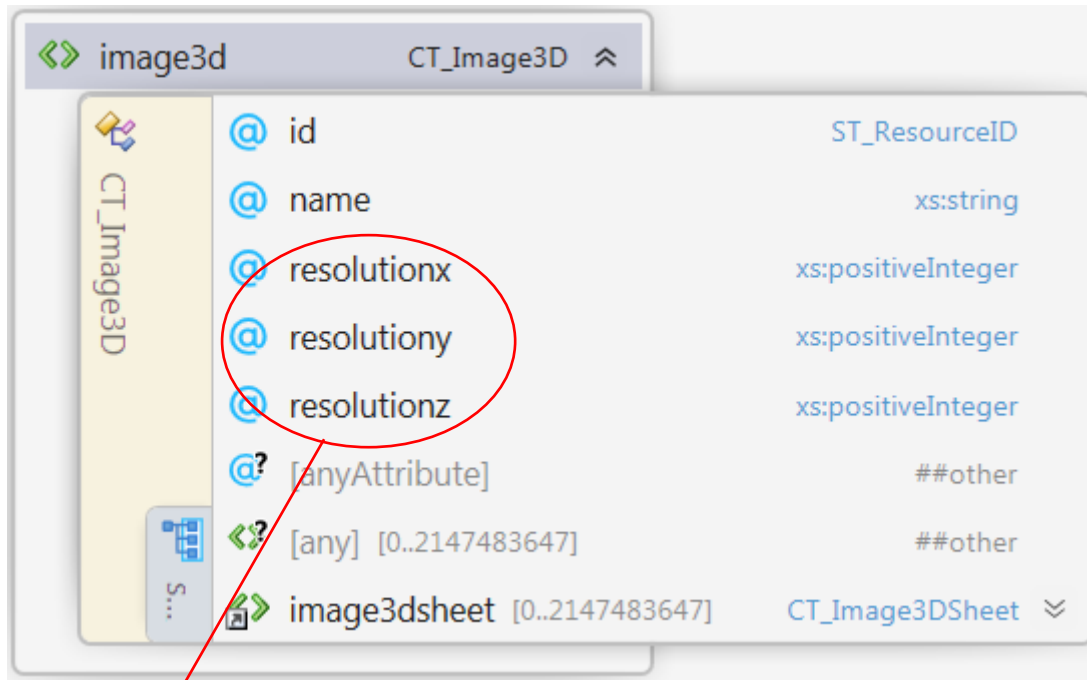 image3d CT_Image3D
CT_Image3D
@ id ST_ResourceID
@ name xs:string
@ resolutionx xs:positiveInteger
@ resolutiony xs:positiveInteger
@ resolutionz xs:positiveInteger
@? [anyAttribute] ##other
[any] [0..2147483647] ##other
S...
image3dsheet [0..2147483647] CT_Image3DSheet